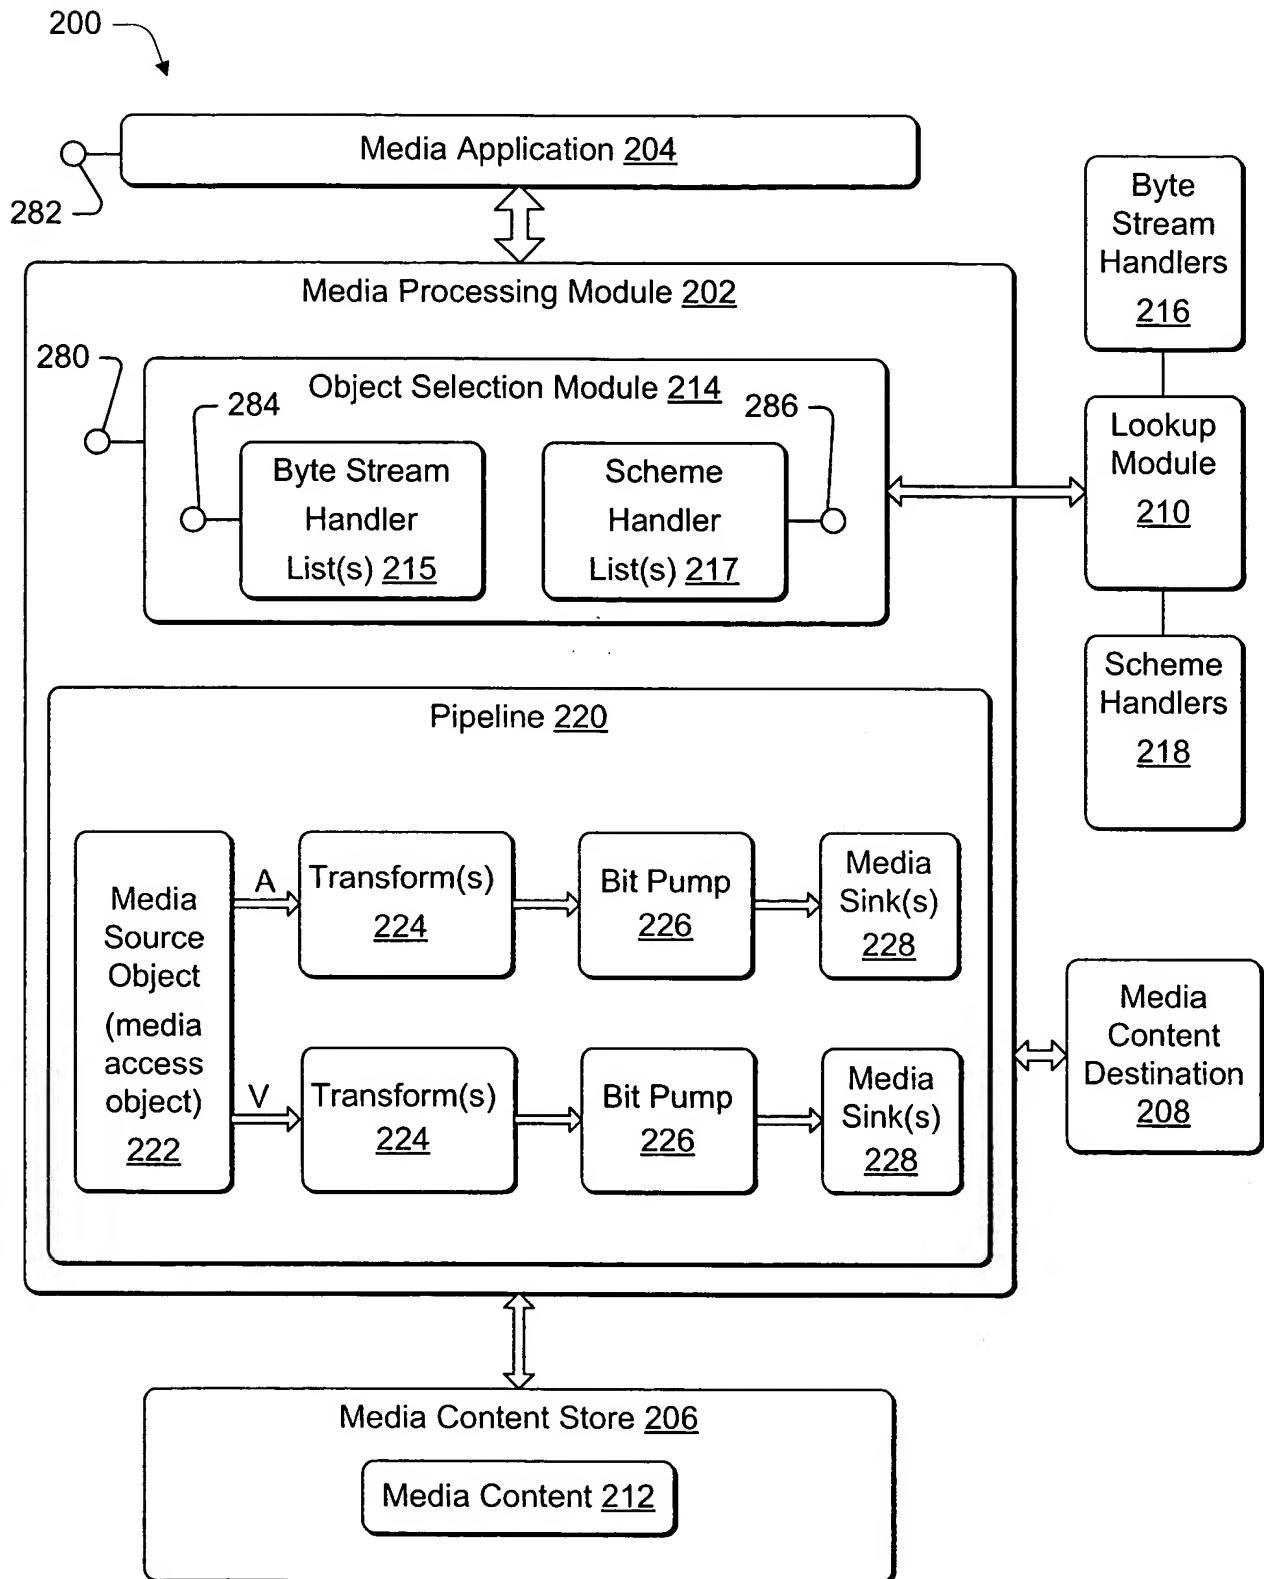 200
Media Application 204
282
Media Processing Module 202
280
Object Selection Module 214
284
286
Byte Stream
Handler
List(s) 215
Scheme
Handler
List(s) 217
Byte
Stream
Handlers
216
Lookup
Module
210
Scheme
Handlers
218
Pipeline 220
Media
Source
Object
(media
access
object)
222
A
Transform(s)
224
Bit Pump
226
Media
Sink(s)
228
V
Transform(s)
224
Bit Pump
226
Media
Sink(s)
228
Media
Content
Destination
208
Media Content Store 206
Media Content 212